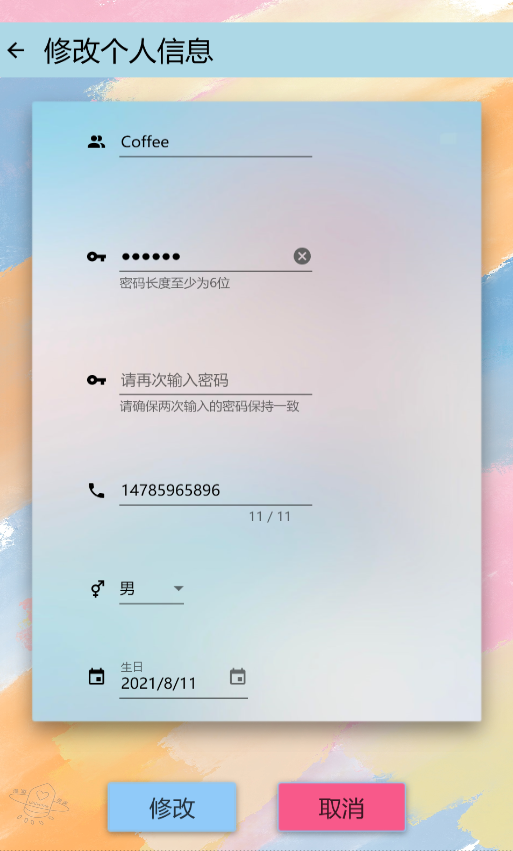 修改个人信息
Coffee
●●●●●●
密码长度至少为6位
请再次输入密码
请确保两次输入的密码保持一致
14785965896
11 / 11
男
生日
2021/8/11
修改
取消